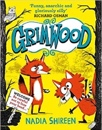 "Funny, anarchic and
gloriously silly"
RICHARD OSMAN
GRIMWOOD
NADIA SHIREEN